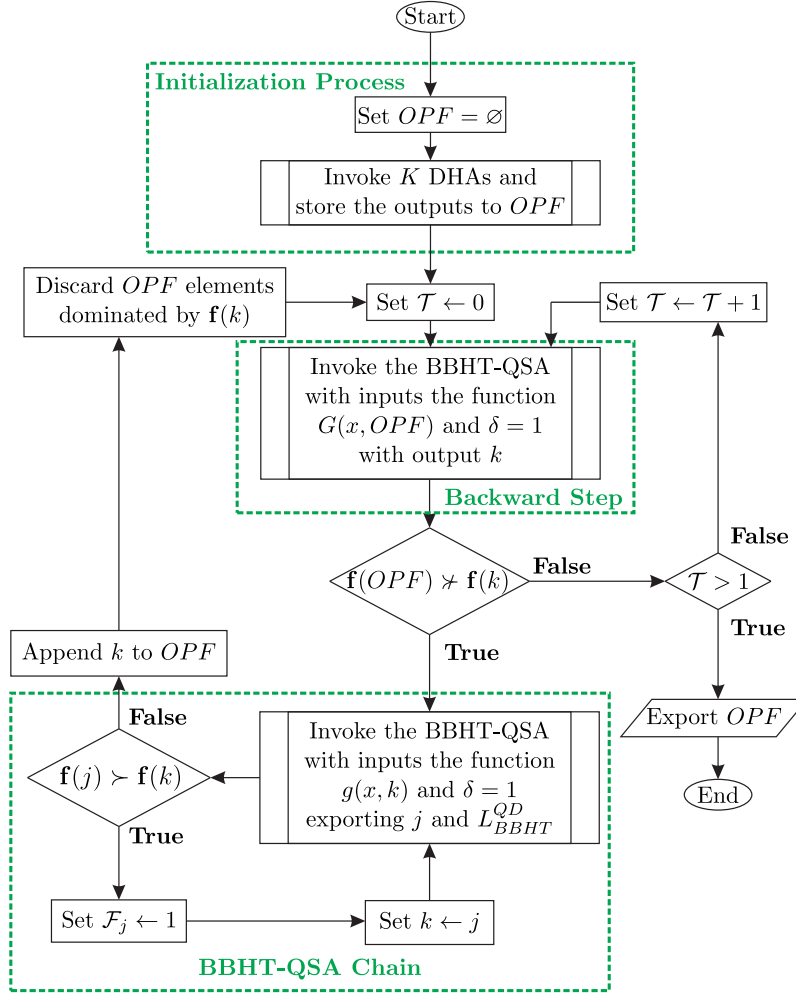 Start
Initialization Process
Set OPF = ∅
Invoke K DHAs and
store the outputs to OPF
Discard OPF elements
dominated by f(k)
Set 𝒯 ← 0
Set 𝒯 ← 𝒯 + 1
Invoke the BBHT-QSA
with inputs the function
G(x, OPF) and δ = 1
with output k
Backward Step
f(OPF) ⊁ f(k)
False
False
𝒯 > 1
True
True
Append k to OPF
Export OPF
End
False
f(j) ≻ f(k)
True
Invoke the BBHT-QSA
with inputs the function
g(x, k) and δ = 1
exporting j and L_{BBHT}^{QD}
Set ℱ_j ← 1
Set k ← j
BBHT-QSA Chain